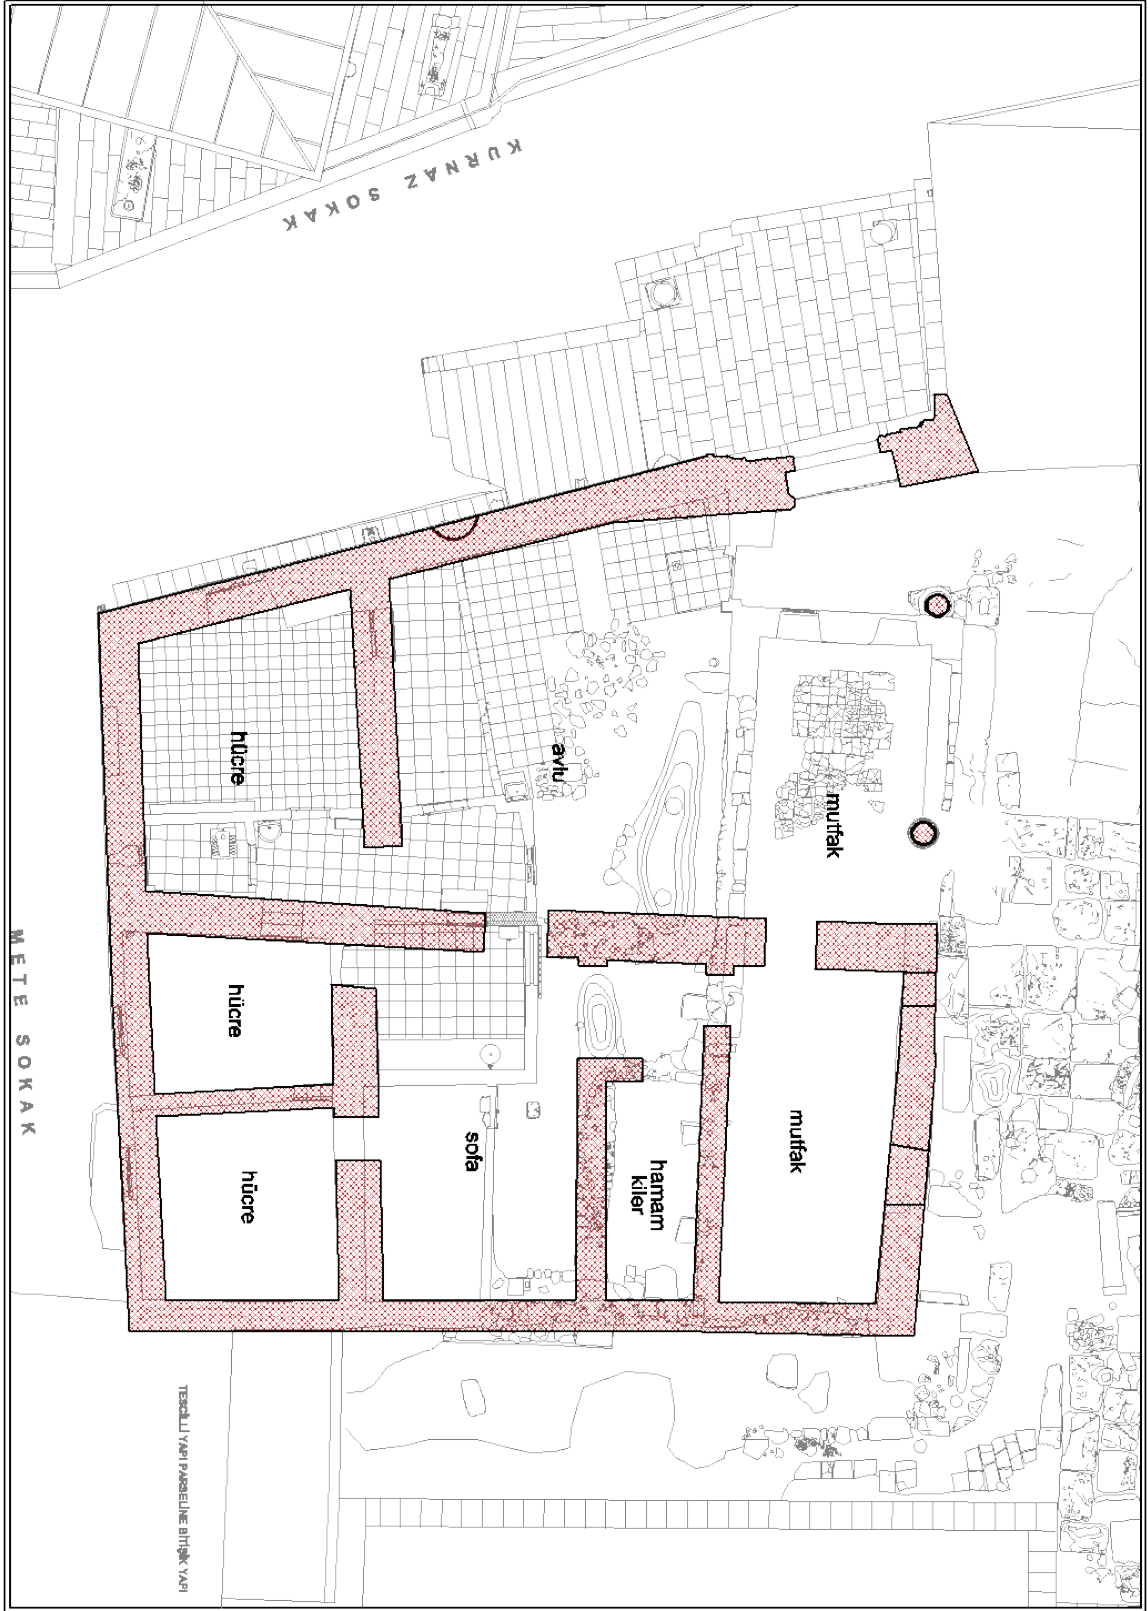 KURNAZ SOKAK
avlu
mutfak
hücre
hücre
hücre
sofa
hamam
kiler
mutfak
METE SOKAK
TESCİLLİ YAPI PARSELİNE BİTİŞİK YAPI